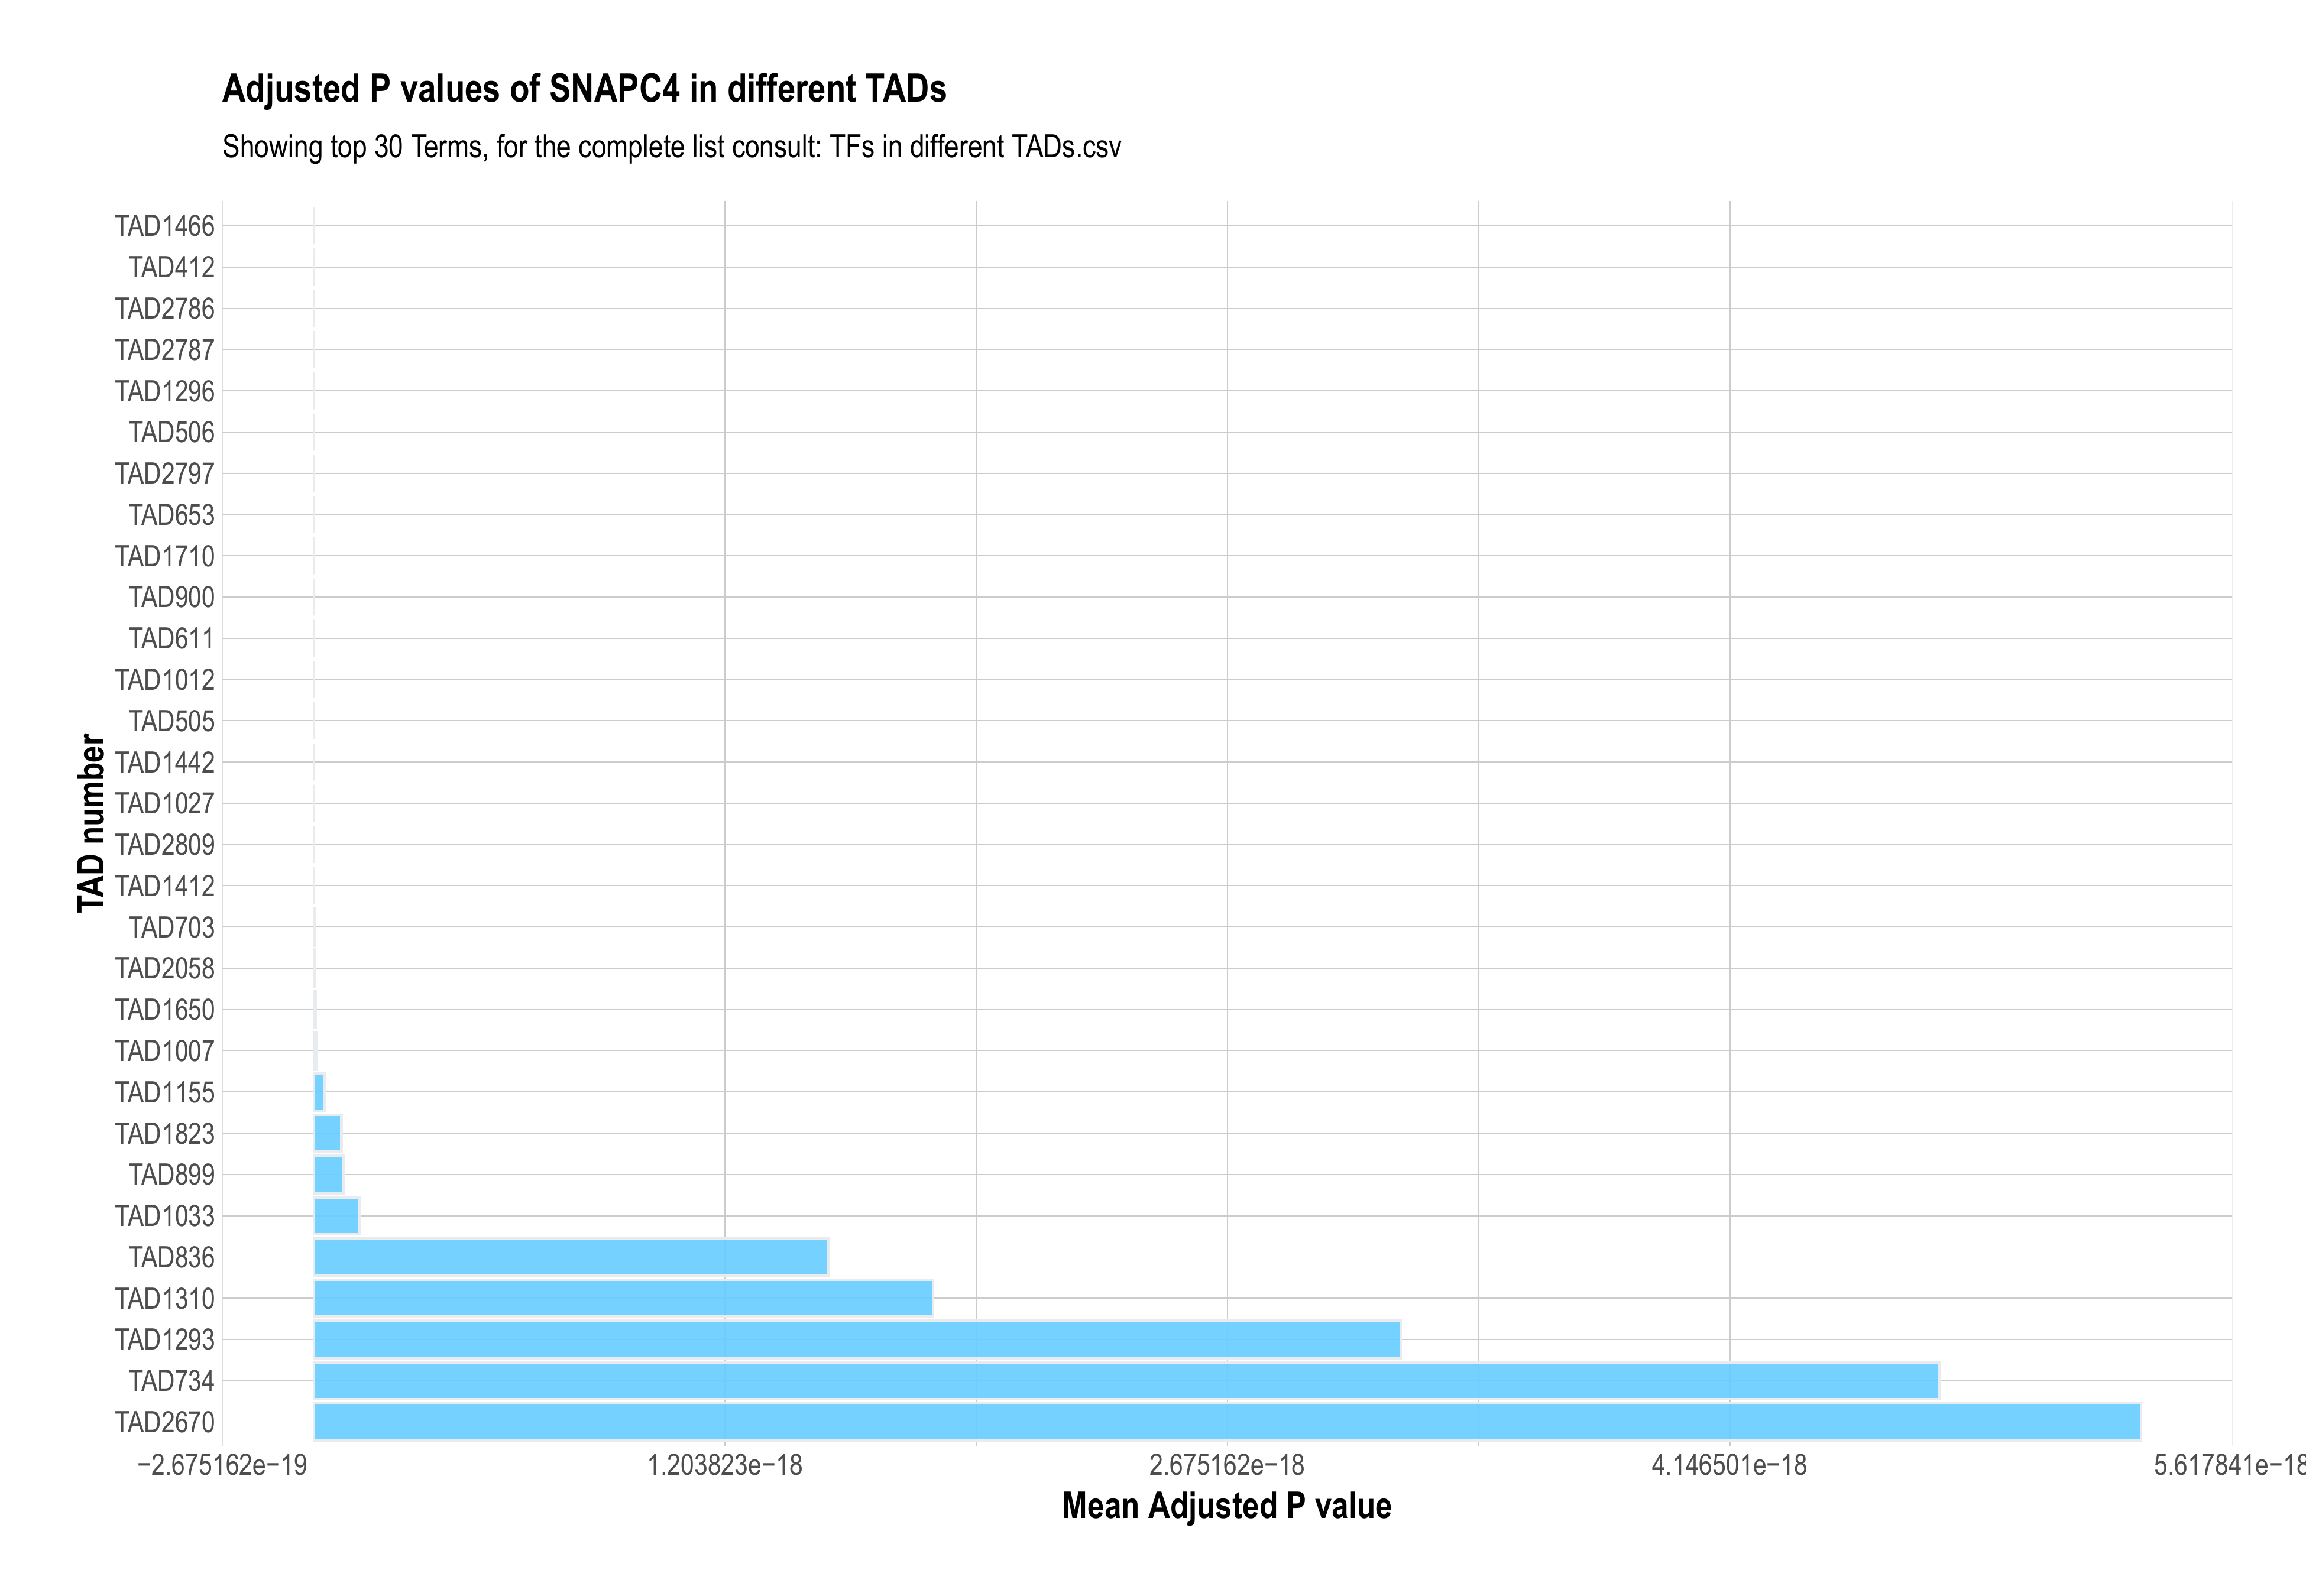 Adjusted P values of SNAPC4 in different TADs
Showing top 30 Terms, for the complete list consult: TFs in different TADs.csv
TAD number
TAD1466
TAD412
TAD2786
TAD2787
TAD1296
TAD506
TAD2797
TAD653
TAD1710
TAD900
TAD611
TAD1012
TAD505
TAD1442
TAD1027
TAD2809
TAD1412
TAD703
TAD2058
TAD1650
TAD1007
TAD1155
TAD1823
TAD899
TAD1033
TAD836
TAD1310
TAD1293
TAD734
TAD2670
−2.675162e−19 1.203823e−18 2.675162e−18 4.146501e−18 5.617841e−18
Mean Adjusted P value